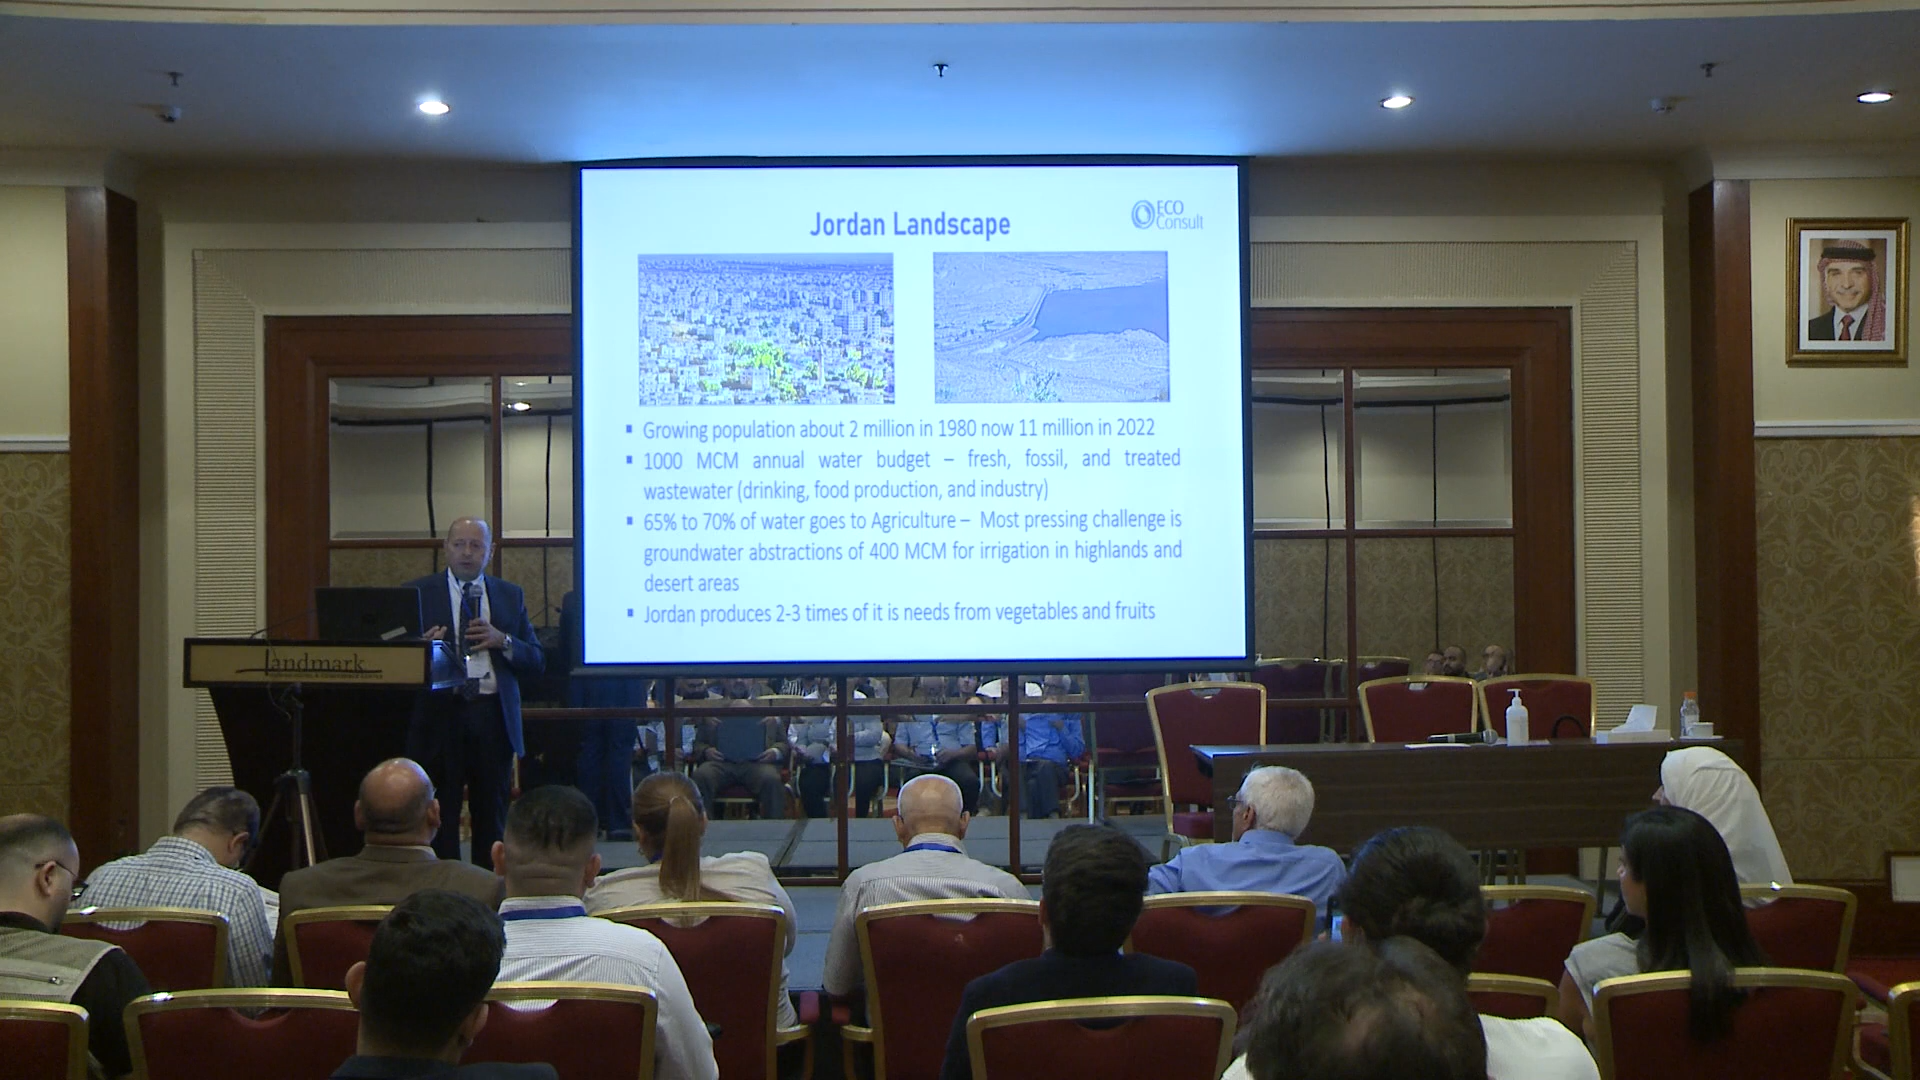 Jordan Landscape
ECO
Consult
▪ Growing population about 2 million in 1980 now 11 million in 2022
▪ 1000 MCM annual water budget – fresh, fossil, and treated
wastewater (drinking, food production, and industry)
▪ 65% to 70% of water goes to Agriculture – Most pressing challenge is
groundwater abstractions of 400 MCM for irrigation in highlands and
desert areas
▪ Jordan produces 2-3 times of it is needs from vegetables and fruits
landmark